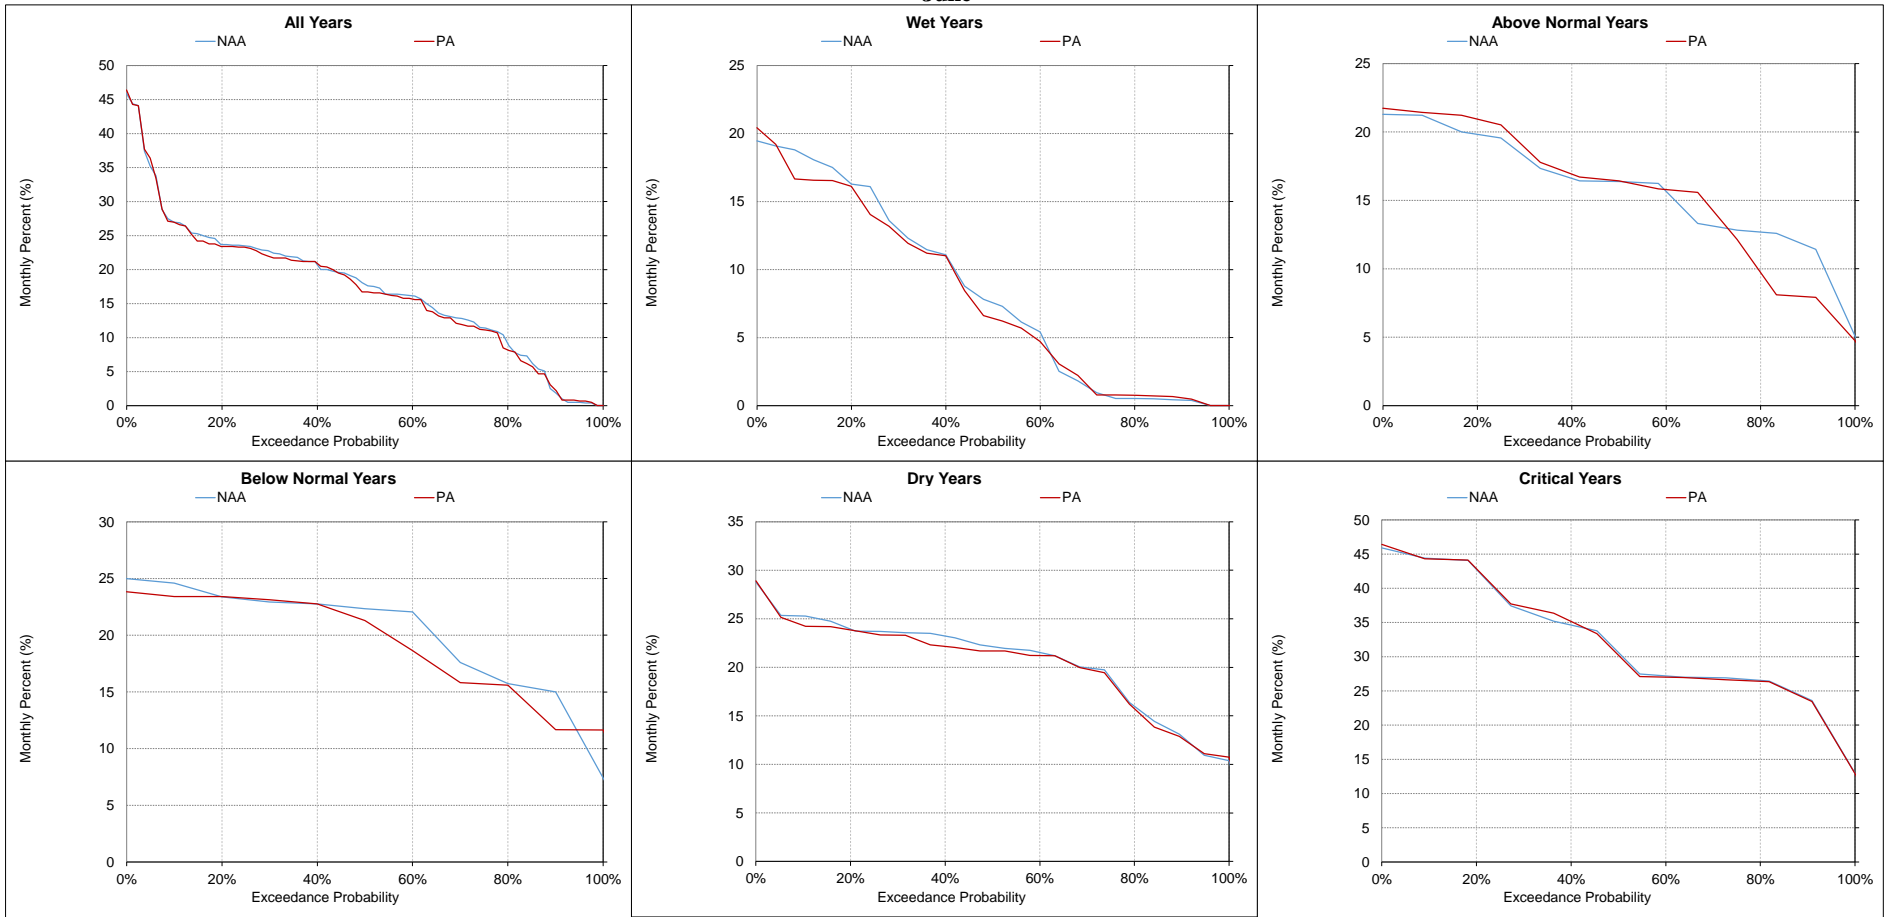 All Years
NAA PA
50
45
40
35
30
25
20
15
10
5
0
Monthly Percent (%)
0% 20% 40% 60% 80% 100%
Exceedance Probability
Wet Years
NAA PA
25
20
15
10
5
0
Monthly Percent (%)
0% 20% 40% 60% 80% 100%
Exceedance Probability
Above Normal Years
NAA PA
25
20
15
10
5
0
Monthly Percent (%)
0% 20% 40% 60% 80% 100%
Exceedance Probability
Below Normal Years
NAA PA
30
25
20
15
10
5
0
Monthly Percent (%)
0% 20% 40% 60% 80% 100%
Exceedance Probability
Dry Years
NAA PA
35
30
25
20
15
10
5
0
Monthly Percent (%)
0% 20% 40% 60% 80% 100%
Exceedance Probability
Critical Years
NAA PA
50
45
40
35
30
25
20
15
10
5
0
Monthly Percent (%)
0% 20% 40% 60% 80% 100%
Exceedance Probability